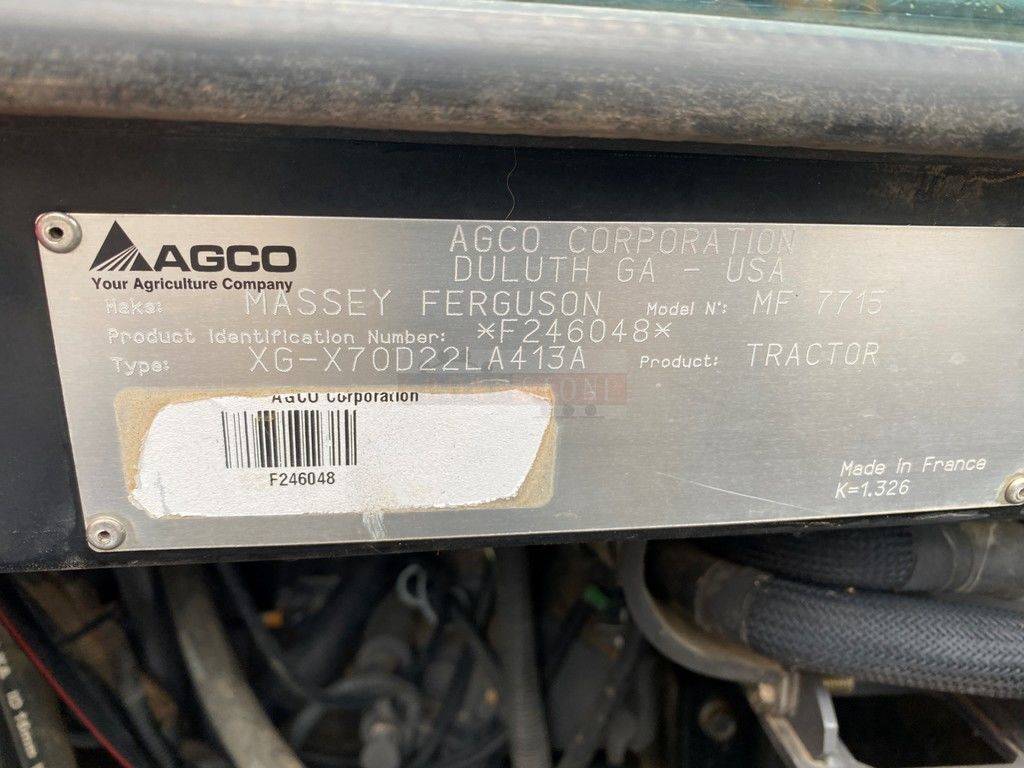 AGCO
Your Agriculture Company
AGCO CORPORATION
DULUTH GA - USA
Make: MASSEY FERGUSON Model N°: MF 7715
Product Identification Number: *F246048*
Type: XG-X70D22LA413A Product: TRACTOR
AGCO Corporation
F246048
Made in France
K=1.326